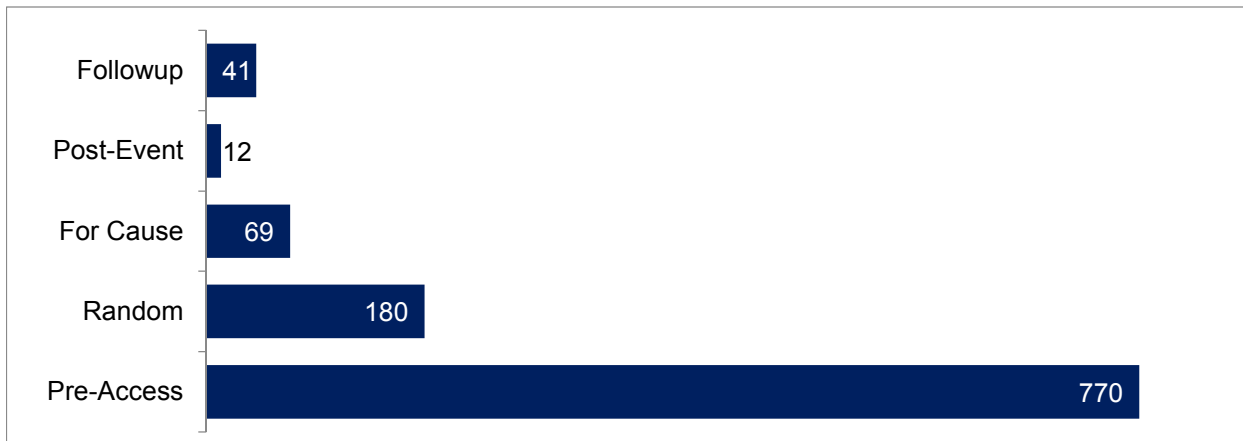 Followup 41
Post-Event 12
For Cause 69
Random 180
Pre-Access 770